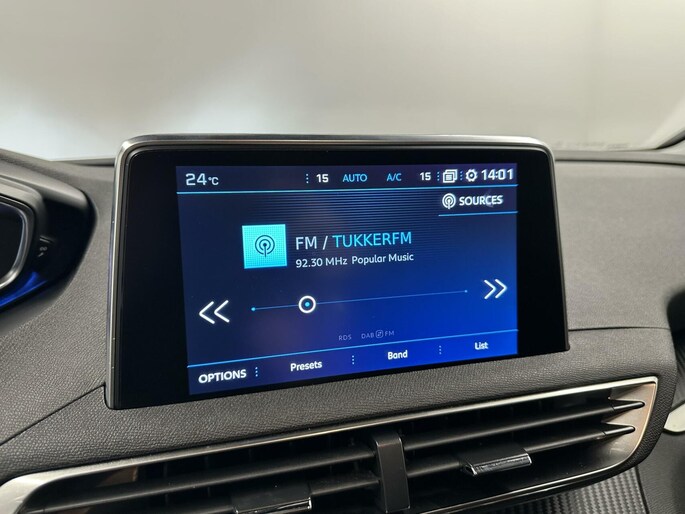 24°C 15 AUTO A/C 15 14:01
SOURCES
FM / TUKKERFM
92.30 MHz Popular Music
RDS DAB FM
OPTIONS Presets Band List